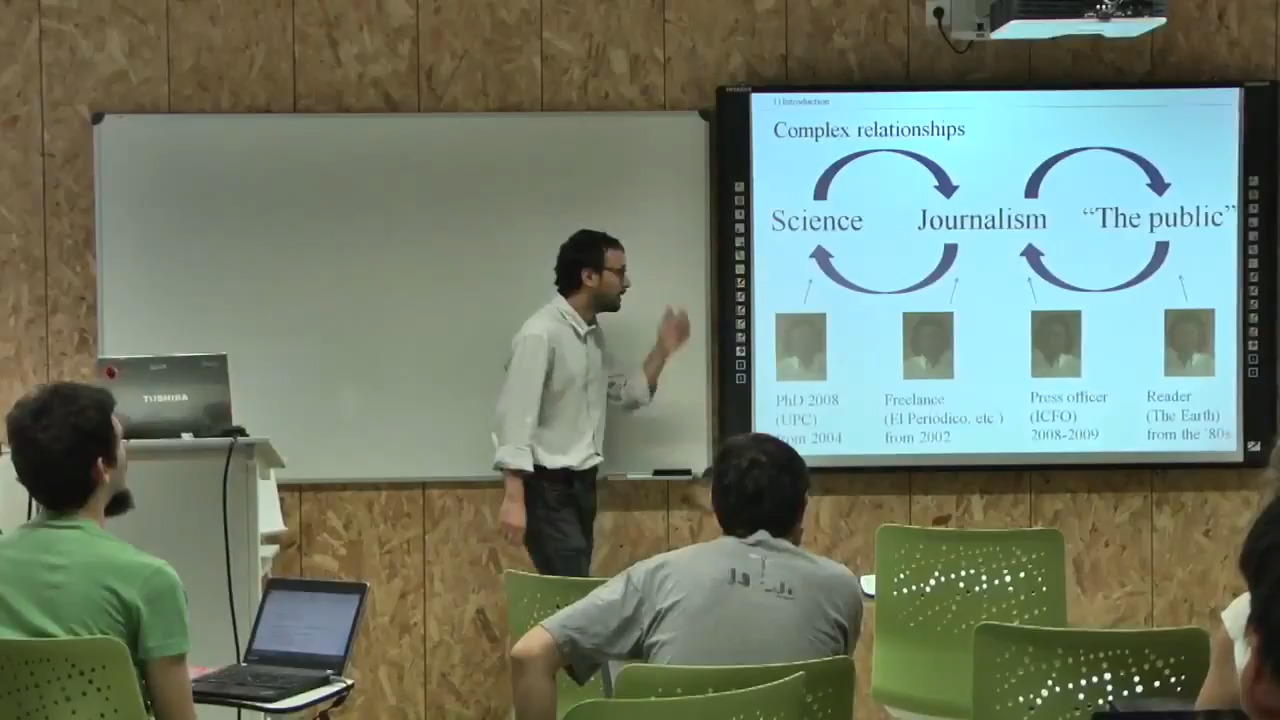 1) Introduction
Complex relationships
Science
Journalism
“The public”
PhD 2008
(UPC)
from 2004
Freelance
(El Periódico, etc.)
from 2002
Press officer
(ICFO)
2008-2009
Reader
(The Earth)
from the '80s
TOSHIBA